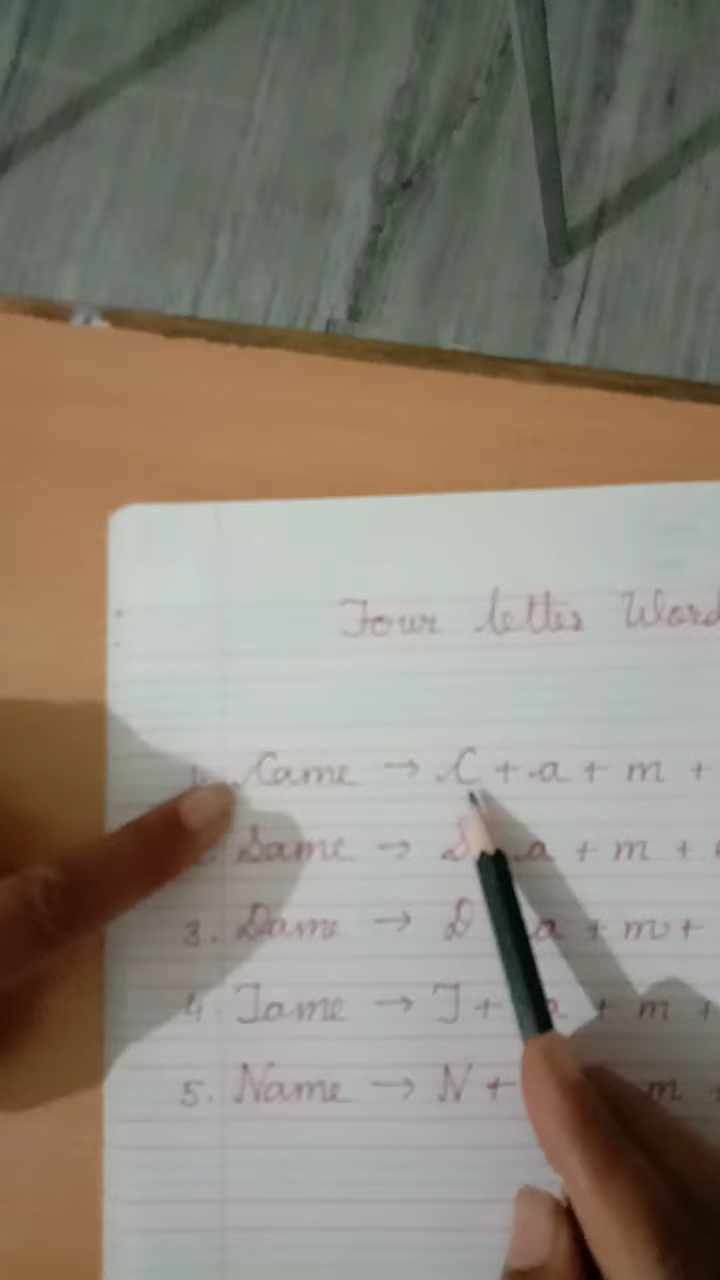 Four letter Word
1. Came → C + a + m +
2. Same → S a + m +
3. Dame → D a + m +
4. Tame → T + a + m +
5. Name → N + m +